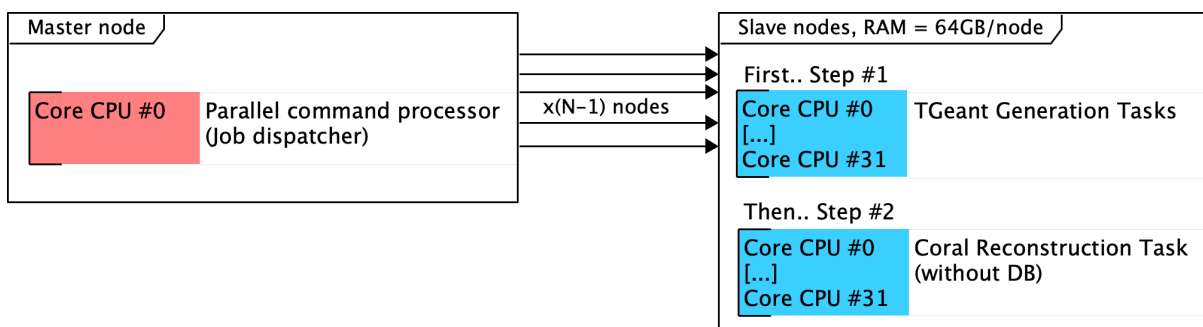 Master node
Core CPU #0
Parallel command processor
(Job dispatcher)
x(N-1) nodes
Slave nodes, RAM = 64GB/node
First.. Step #1
Core CPU #0
[...]
Core CPU #31
TGeant Generation Tasks
Then.. Step #2
Core CPU #0
[...]
Core CPU #31
Coral Reconstruction Task
(without DB)